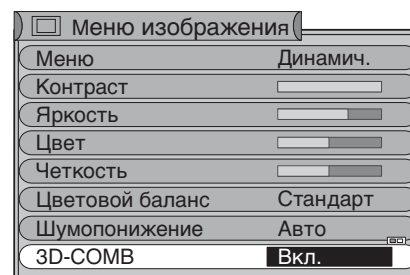 Меню изображения
Меню Динамич.
Контраст
Яркость
Цвет
Четкость
Цветовой баланс Стандарт
Шумопонижение Авто
3D-COMB Вкл.